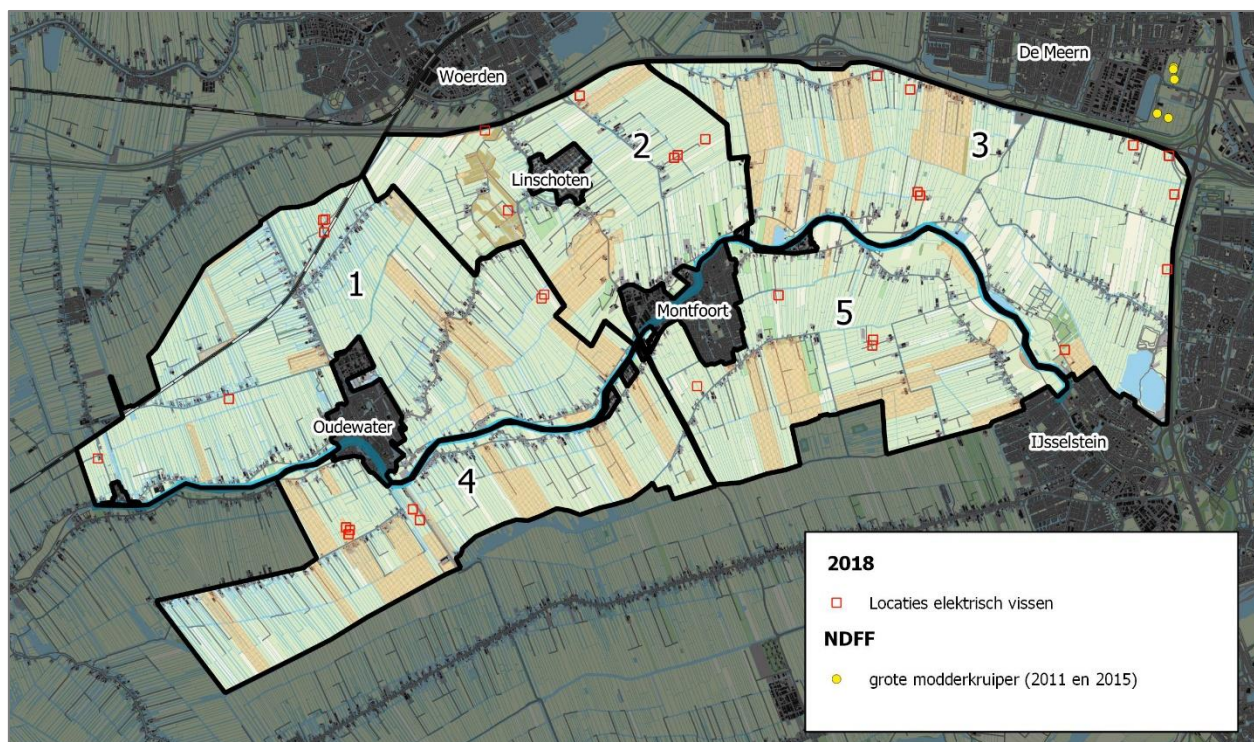 De Meern
Woerden
3
2
Linschoten
1
Montfoort
5
Oudewater
IJsselstein
4
2018
Locaties elektrisch vissen
NDFF
grote modderkruiper (2011 en 2015)